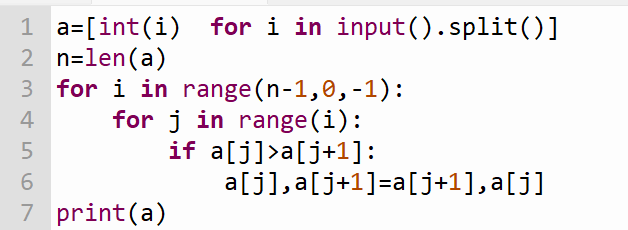 1 a=[int(i)  for i in input().split()]
2 n=len(a)
3 for i in range(n-1,0,-1):
4     for j in range(i):
5         if a[j]>a[j+1]:
6             a[j],a[j+1]=a[j+1],a[j]
7 print(a)